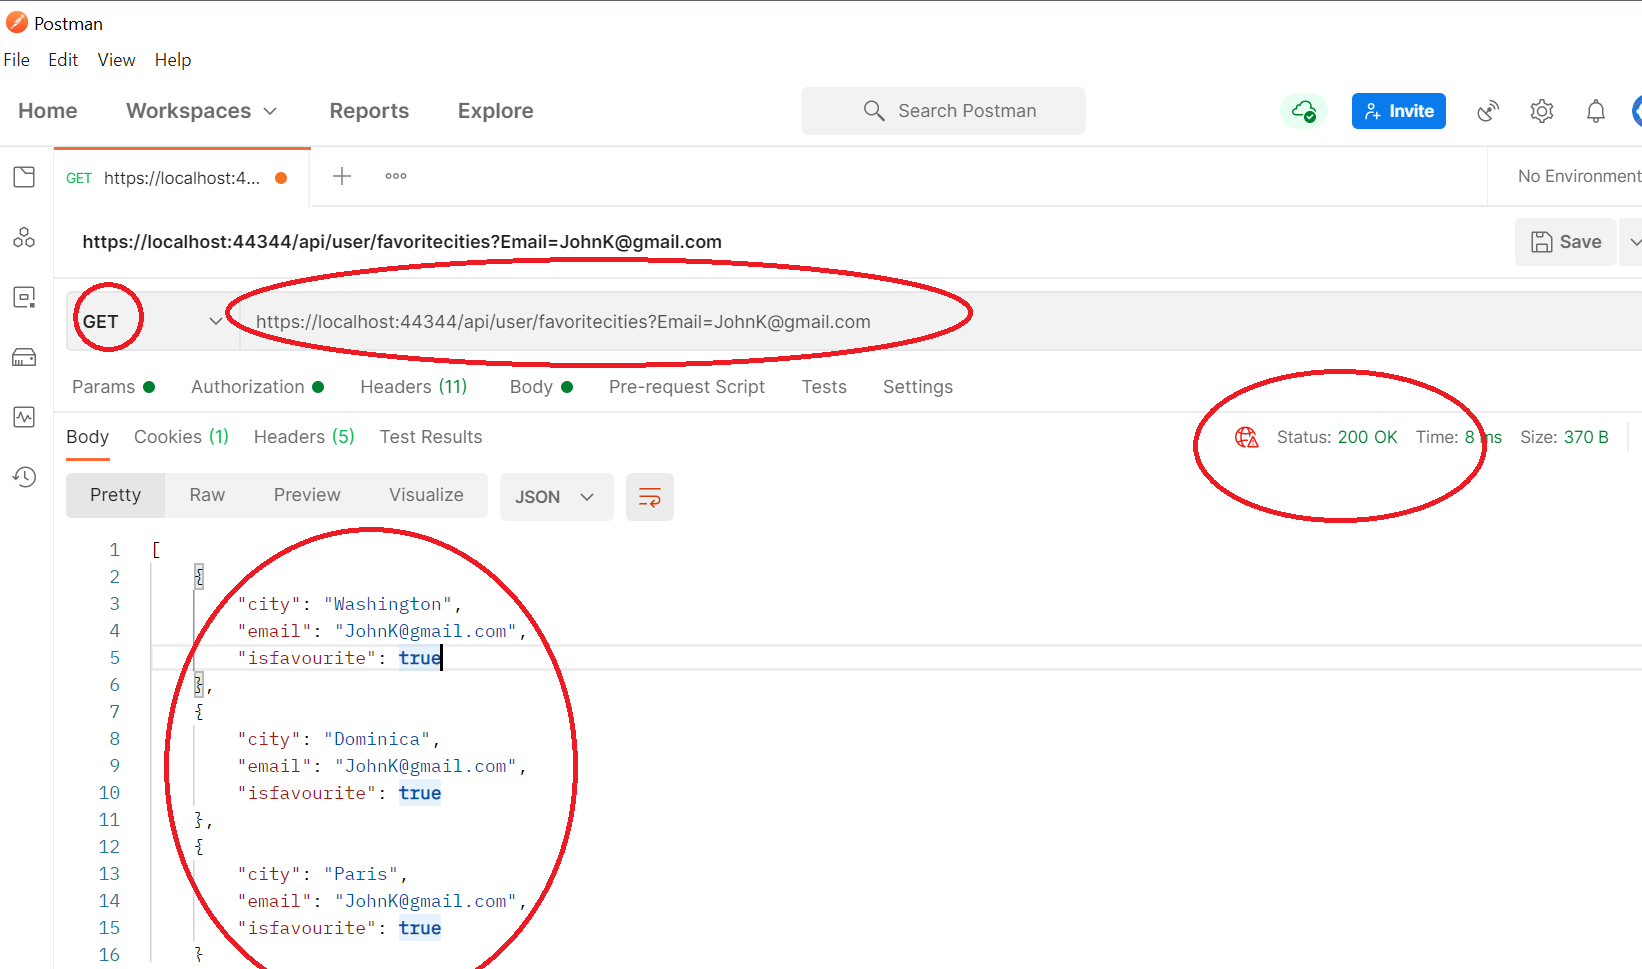 Postman
File Edit View Help
Home Workspaces Reports Explore Search Postman Invite
GET https://localhost:4... No Environment
https://localhost:44344/api/user/favoritecities?Email=JohnK@gmail.com Save
GET https://localhost:44344/api/user/favoritecities?Email=JohnK@gmail.com
Params Authorization Headers (11) Body Pre-request Script Tests Settings
Body Cookies (1) Headers (5) Test Results Status: 200 OK Time: 8 ms Size: 370 B
Pretty Raw Preview Visualize JSON
1 [
2 {
3 "city": "Washington",
4 "email": "JohnK@gmail.com",
5 "isfavourite": true
6 },
7 {
8 "city": "Dominica",
9 "email": "JohnK@gmail.com",
10 "isfavourite": true
11 },
12 {
13 "city": "Paris",
14 "email": "JohnK@gmail.com",
15 "isfavourite": true
16 }